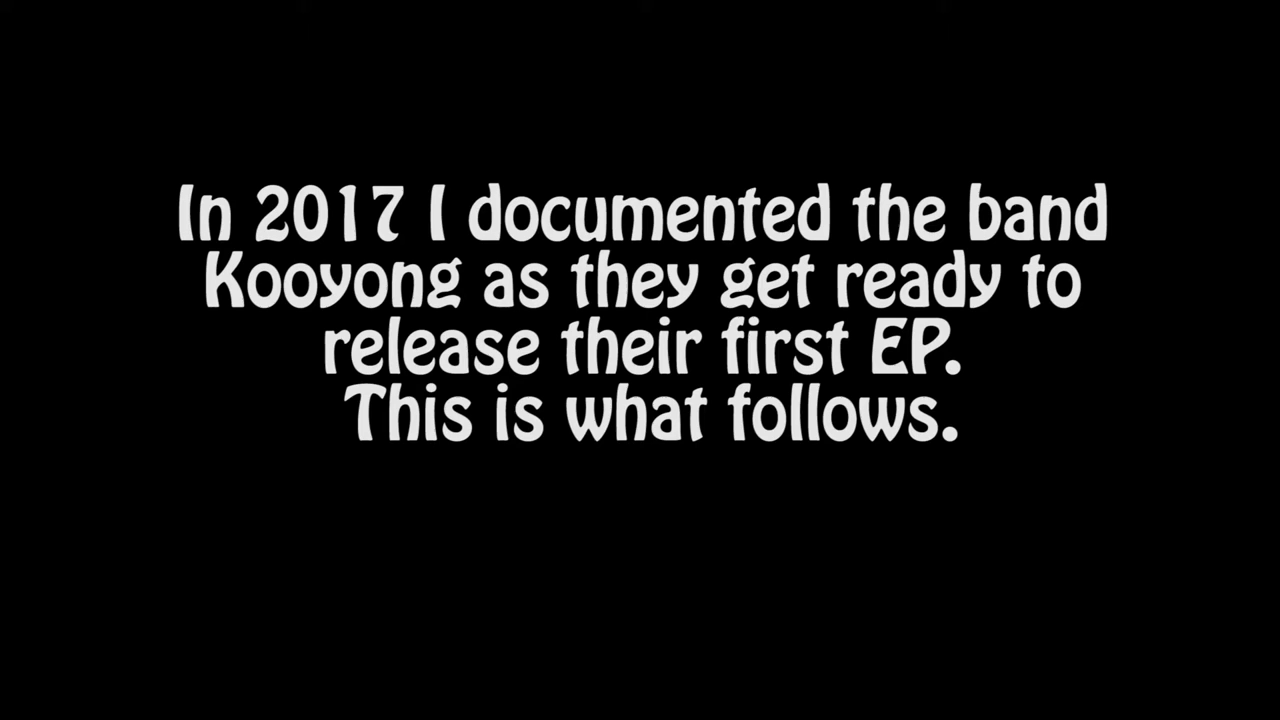 In 2017 I documented the band
Kooyong as they get ready to
release their first EP.
This is what follows.